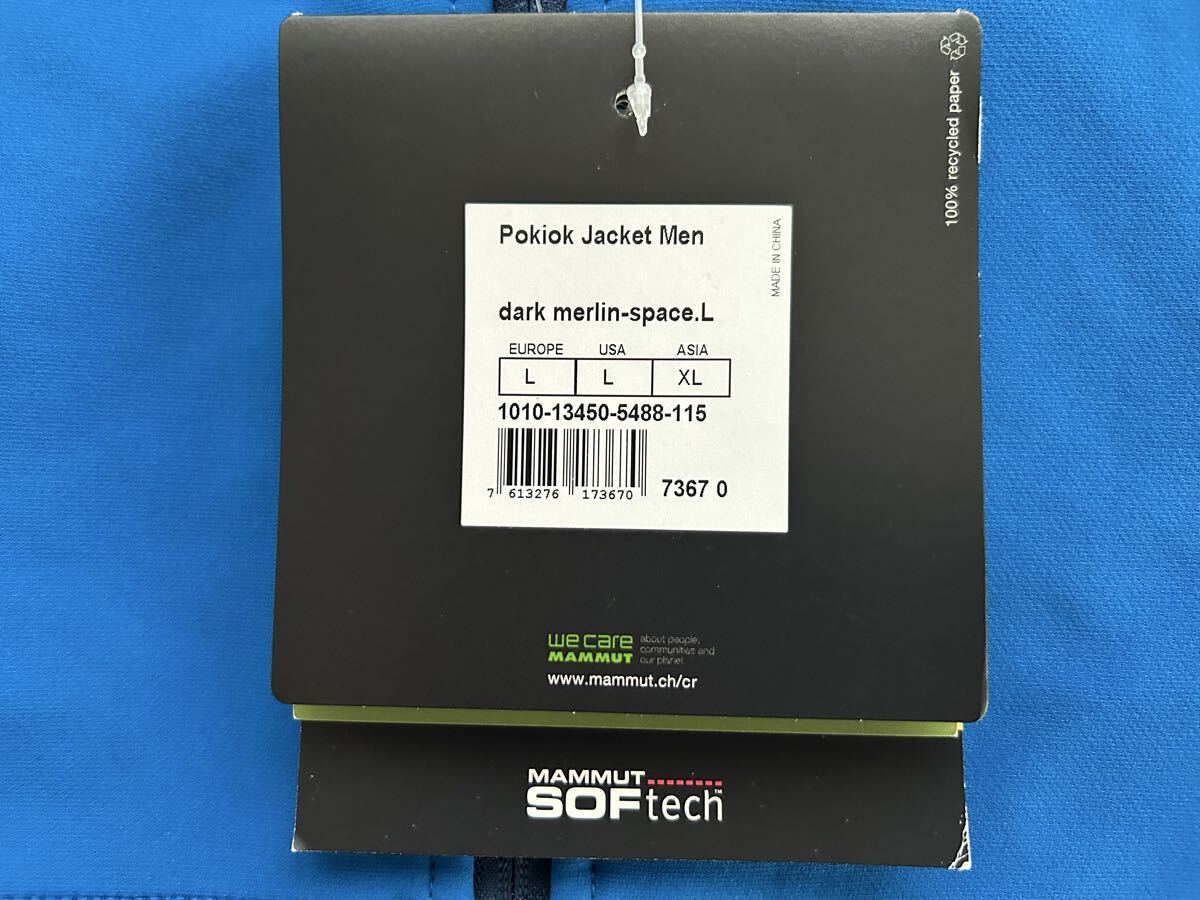 100% recycled paper
Pokiok Jacket Men
MADE IN CHINA
dark merlin-space.L
EUROPE USA ASIA
L L XL
1010-13450-5488-115
7 613276 173670 7367 0
we care about people,
MAMMUT communities and
our planet
www.mammut.ch/cr
MAMMUT
SOFtech™